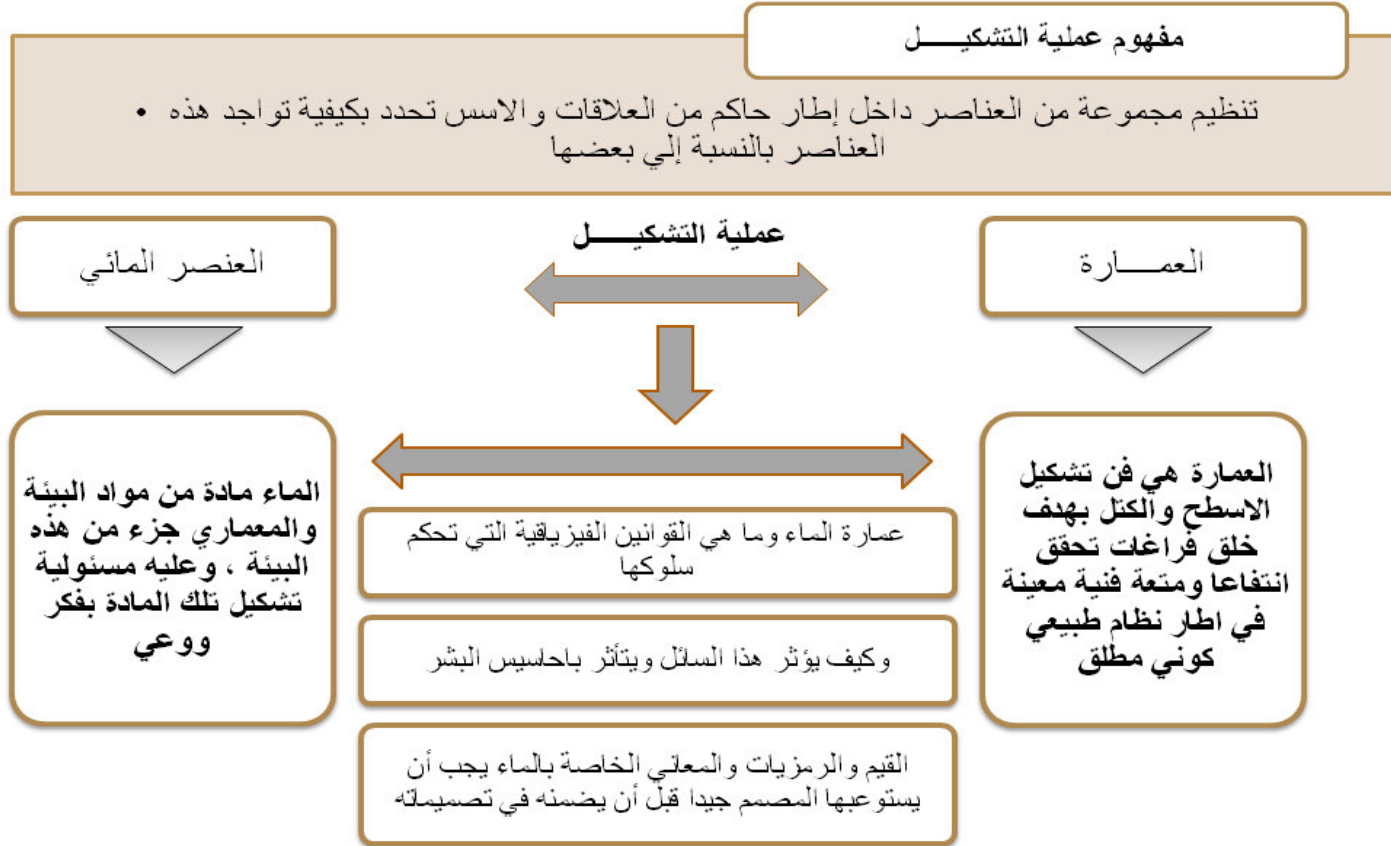 مفهوم عملية التشكيـــــل
• تنظيم مجموعة من العناصر داخل إطار حاكم من العلاقات والاسس تحدد بكيفية تواجد هذه
العناصر بالنسبة إلي بعضها
عملية التشكيـــــل
العمـــــارة
العنصر المائي
العمارة هي فن تشكيل
الاسطح والكتل بهدف
خلق فراغات تحقق
انتفاعا ومتعة فنية معينة
في اطار نظام طبيعي
كوني مطلق
عمارة الماء وما هي القوانين الفيزياقية التي تحكم
سلوكها
وكيف يؤثر هذا السائل ويتأثر باحاسيس البشر
القيم والرمزيات والمعاني الخاصة بالماء يجب أن
يستوعبها المصمم جيدا قبل أن يضمنه في تصميماته
الماء مادة من مواد البيئة
والمعماري جزء من هذه
البيئة ، وعليه مسئولية
تشكيل تلك المادة بفكر
ووعي